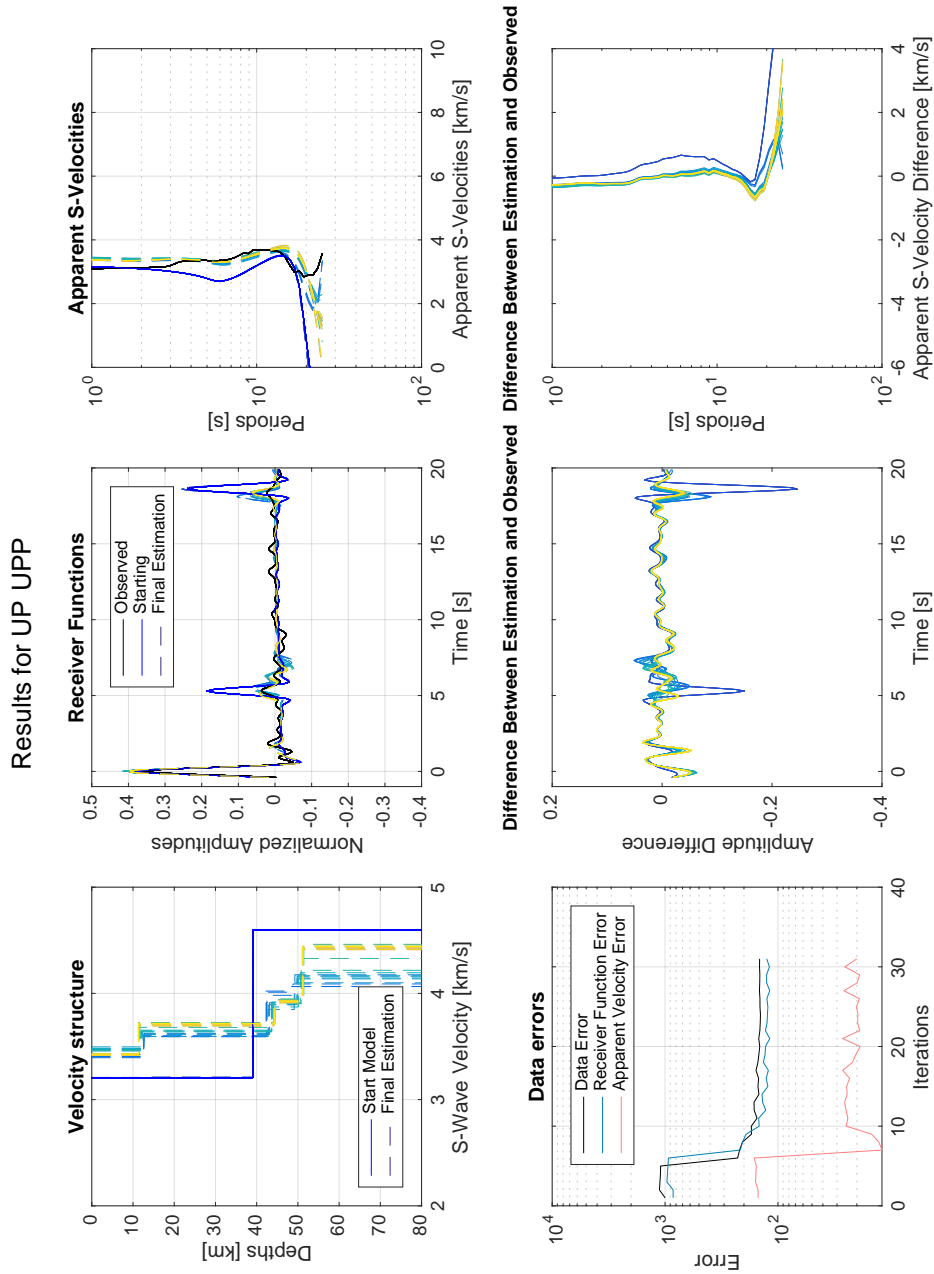 Results for UP UPP
Velocity structure
0
10
20
30
40
50
60
70
80
Depths [km]
2
3
4
5
S-Wave Velocity [km/s]
Start Model
Final Estimation
Receiver Functions
0.5
0.4
0.3
0.2
0.1
0
-0.1
-0.2
-0.3
-0.4
Normalized Amplitudes
0
5
10
15
20
Time [s]
Observed
Starting
Final Estimation
Apparent S-Velocities
10^0
10^1
10^2
Periods [s]
0
2
4
6
8
10
Apparent S-Velocities [km/s]
Data errors
10^4
10^3
10^2
Error
0
10
20
30
40
Iterations
Data Error
Receiver Function Error
Apparent Velocity Error
Difference Between Estimation and Observed
0.2
0
-0.2
-0.4
Amplitude Difference
0
5
10
15
20
Time [s]
Difference Between Estimation and Observed
10^0
10^1
10^2
Periods [s]
-6
-4
-2
0
2
4
Apparent S-Velocity Difference [km/s]